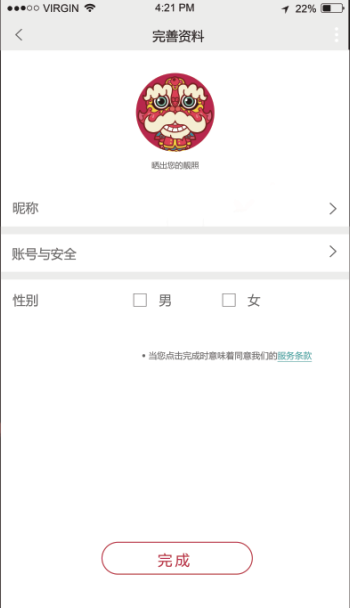 VIRGIN 4:21 PM 22%
完善资料
晒出您的靓照
昵称
账号与安全
性别 男 女
• 当您点击完成时意味着同意我们的服务条款
完成